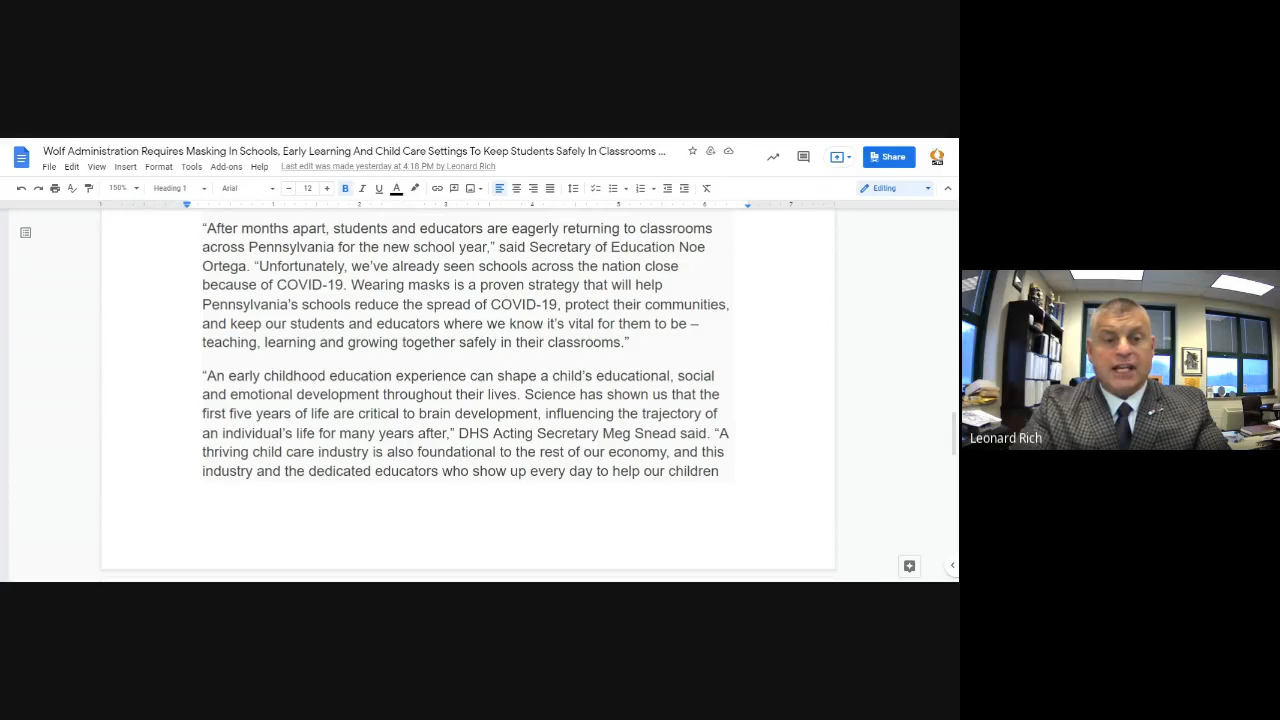 Wolf Administration Requires Masking In Schools, Early Learning And Child Care Settings To Keep Students Safely In Classrooms ...
File Edit View Insert Format Tools Add-ons Help Last edit was made yesterday at 4:18 PM by Leonard Rich
Share
150% Heading 1 Arial − 12 + B I U A Editing
1 1 2 3 4 5 6 7
“After months apart, students and educators are eagerly returning to classrooms
across Pennsylvania for the new school year,” said Secretary of Education Noe
Ortega. “Unfortunately, we’ve already seen schools across the nation close
because of COVID-19. Wearing masks is a proven strategy that will help
Pennsylvania’s schools reduce the spread of COVID-19, protect their communities,
and keep our students and educators where we know it’s vital for them to be –
teaching, learning and growing together safely in their classrooms.”
“An early childhood education experience can shape a child’s educational, social
and emotional development throughout their lives. Science has shown us that the
first five years of life are critical to brain development, influencing the trajectory of
an individual’s life for many years after,” DHS Acting Secretary Meg Snead said. “A
thriving child care industry is also foundational to the rest of our economy, and this
industry and the dedicated educators who show up every day to help our children
Leonard Rich